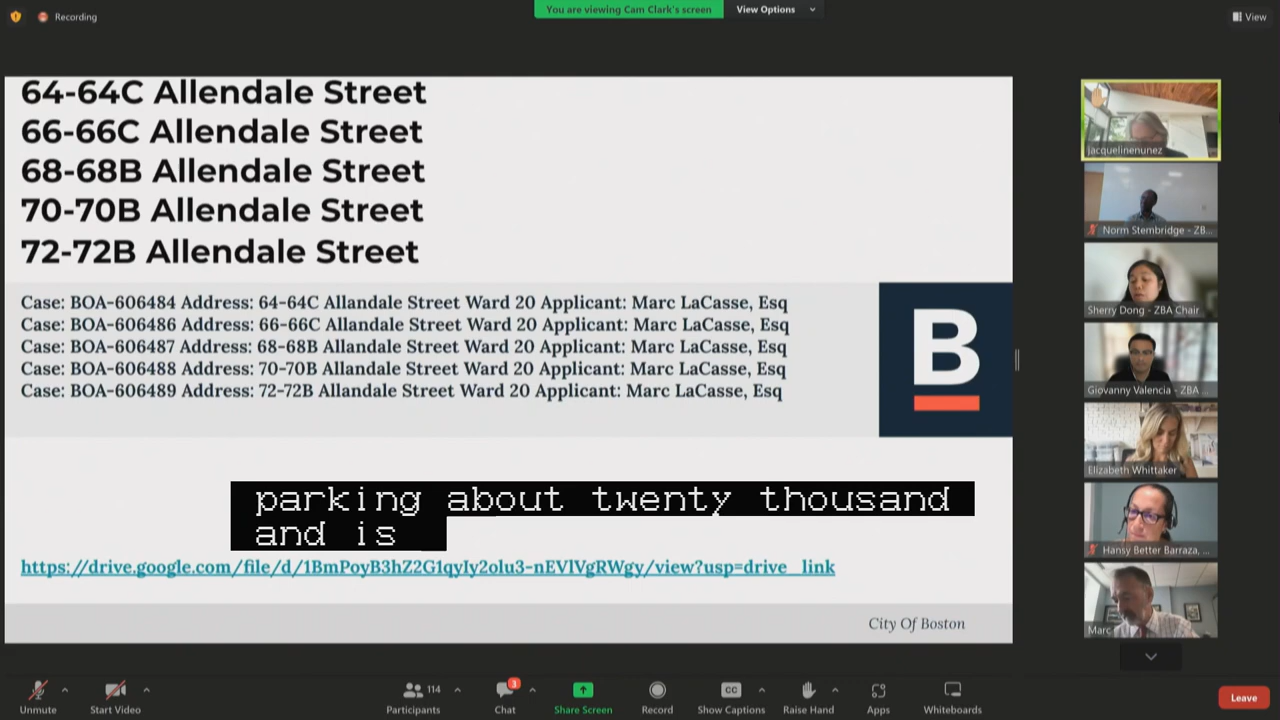 Recording
You are viewing Cam Clark's screen
View Options
View
64-64C Allendale Street
66-66C Allendale Street
68-68B Allendale Street
70-70B Allendale Street
72-72B Allendale Street
Case: BOA-606484 Address: 64-64C Allandale Street Ward 20 Applicant: Marc LaCasse, Esq
Case: BOA-606486 Address: 66-66C Allandale Street Ward 20 Applicant: Marc LaCasse, Esq
Case: BOA-606487 Address: 68-68B Allandale Street Ward 20 Applicant: Marc LaCasse, Esq
Case: BOA-606488 Address: 70-70B Allandale Street Ward 20 Applicant: Marc LaCasse, Esq
Case: BOA-606489 Address: 72-72B Allandale Street Ward 20 Applicant: Marc LaCasse, Esq
B
parking about twenty thousand
and is
https://drive.google.com/file/d/1BmPoyB3hZ2G1qyIy2olu3-nEVlVgRWgy/view?usp=drive_link
City Of Boston
jacquelinenunez
Norm Stembridge - ZB...
Sherry Dong - ZBA Chair
Giovanny Valencia - ZBA ...
Elizabeth Whittaker
Hansy Better Barraza, ...
Marc
Unmute
Start Video
114
Participants
3
Chat
Share Screen
Record
CC
Show Captions
Raise Hand
Apps
Whiteboards
Leave